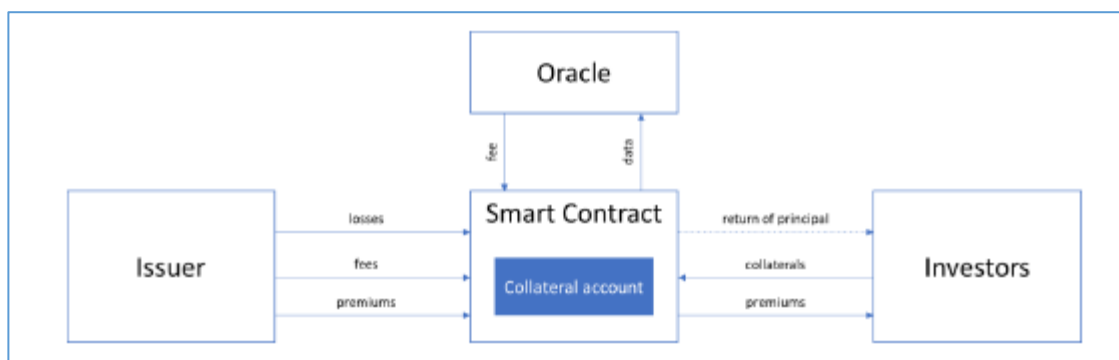 Oracle
fee
data
Issuer
losses
fees
premiums
Smart Contract
Collateral account
return of principal
collaterals
premiums
Investors